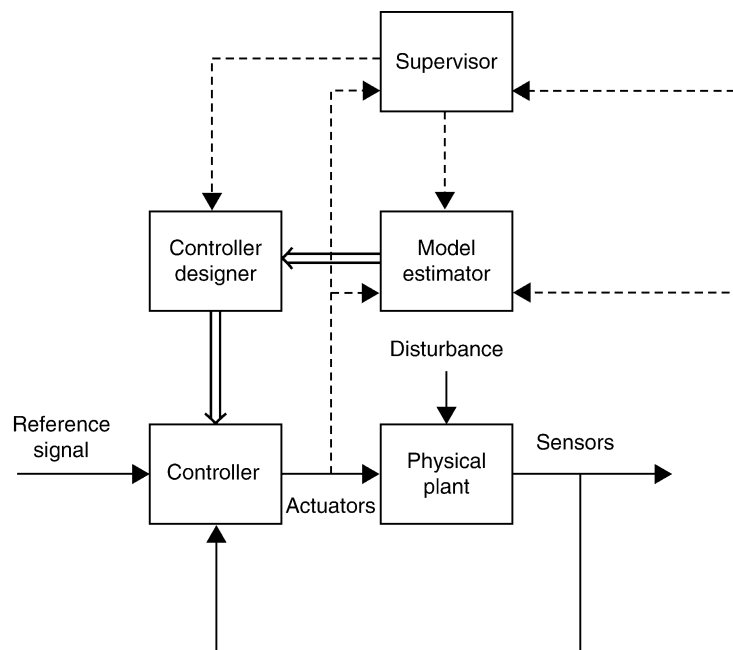 Supervisor
Controller
designer
Model
estimator
Disturbance
Reference
signal
Controller
Actuators
Physical
plant
Sensors